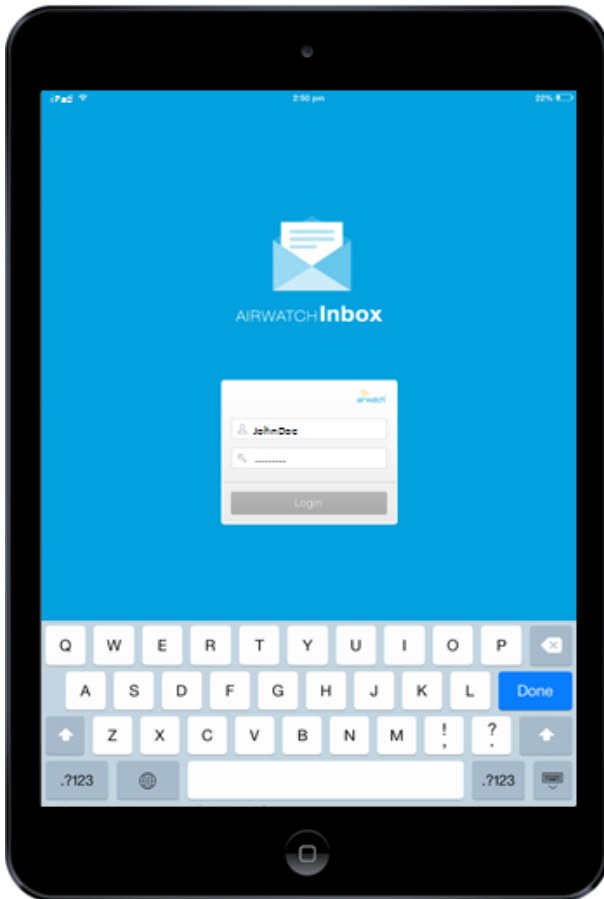 iPad 2:50 pm 22%
AIRWATCH Inbox
airwatch
JohnDoe
Login
Q W E R T Y U I O P
A S D F G H J K L Done
Z X C V B N M ! , ? .
.?123 .?123